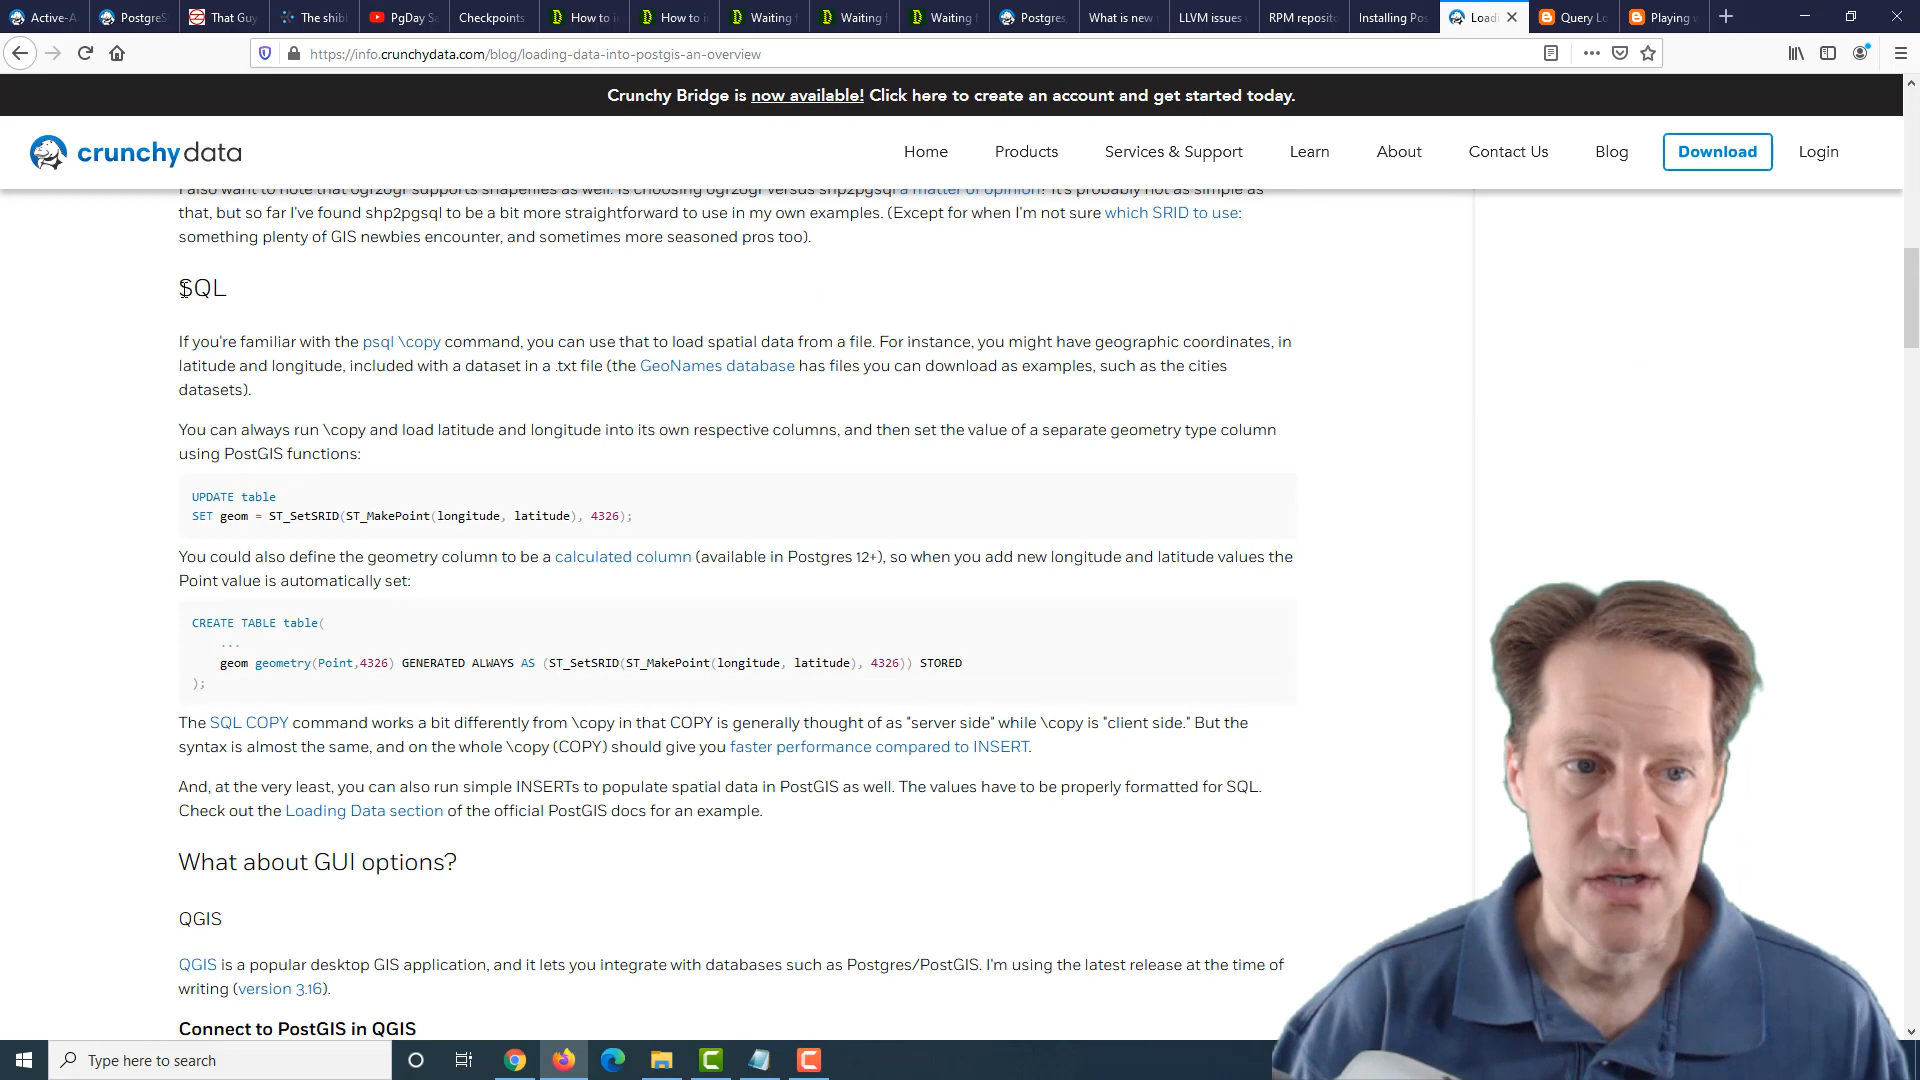 Active-A
PostgreS
That Guy
The shibl
PgDay Sa
Checkpoints
How to in
How to in
Waiting f
Waiting f
Waiting f
Postgres,
What is new
LLVM issues
RPM reposito
Installing Pos
Loadi
Query Lo
Playing w
https://info.crunchydata.com/blog/loading-data-into-postgis-an-overview
Crunchy Bridge is now available! Click here to create an account and get started today.
crunchydata
Home
Products
Services & Support
Learn
About
Contact Us
Blog
Download
Login
I also want to note that ogr2ogr supports shapefiles as well. Is choosing ogr2ogr versus shp2pgsql a matter of opinion? It's probably not as simple as
that, but so far I've found shp2pgsql to be a bit more straightforward to use in my own examples. (Except for when I'm not sure which SRID to use:
something plenty of GIS newbies encounter, and sometimes more seasoned pros too).
SQL
If you're familiar with the psql \copy command, you can use that to load spatial data from a file. For instance, you might have geographic coordinates, in
latitude and longitude, included with a dataset in a .txt file (the GeoNames database has files you can download as examples, such as the cities
datasets).
You can always run \copy and load latitude and longitude into its own respective columns, and then set the value of a separate geometry type column
using PostGIS functions:
UPDATE table
SET geom = ST_SetSRID(ST_MakePoint(longitude, latitude), 4326);
You could also define the geometry column to be a calculated column (available in Postgres 12+), so when you add new longitude and latitude values the
Point value is automatically set:
CREATE TABLE table(
...
geom geometry(Point,4326) GENERATED ALWAYS AS (ST_SetSRID(ST_MakePoint(longitude, latitude), 4326)) STORED
);
The SQL COPY command works a bit differently from \copy in that COPY is generally thought of as "server side" while \copy is "client side." But the
syntax is almost the same, and on the whole \copy (COPY) should give you faster performance compared to INSERT.
And, at the very least, you can also run simple INSERTs to populate spatial data in PostGIS as well. The values have to be properly formatted for SQL.
Check out the Loading Data section of the official PostGIS docs for an example.
What about GUI options?
QGIS
QGIS is a popular desktop GIS application, and it lets you integrate with databases such as Postgres/PostGIS. I'm using the latest release at the time of
writing (version 3.16).
Connect to PostGIS in QGIS
Type here to search